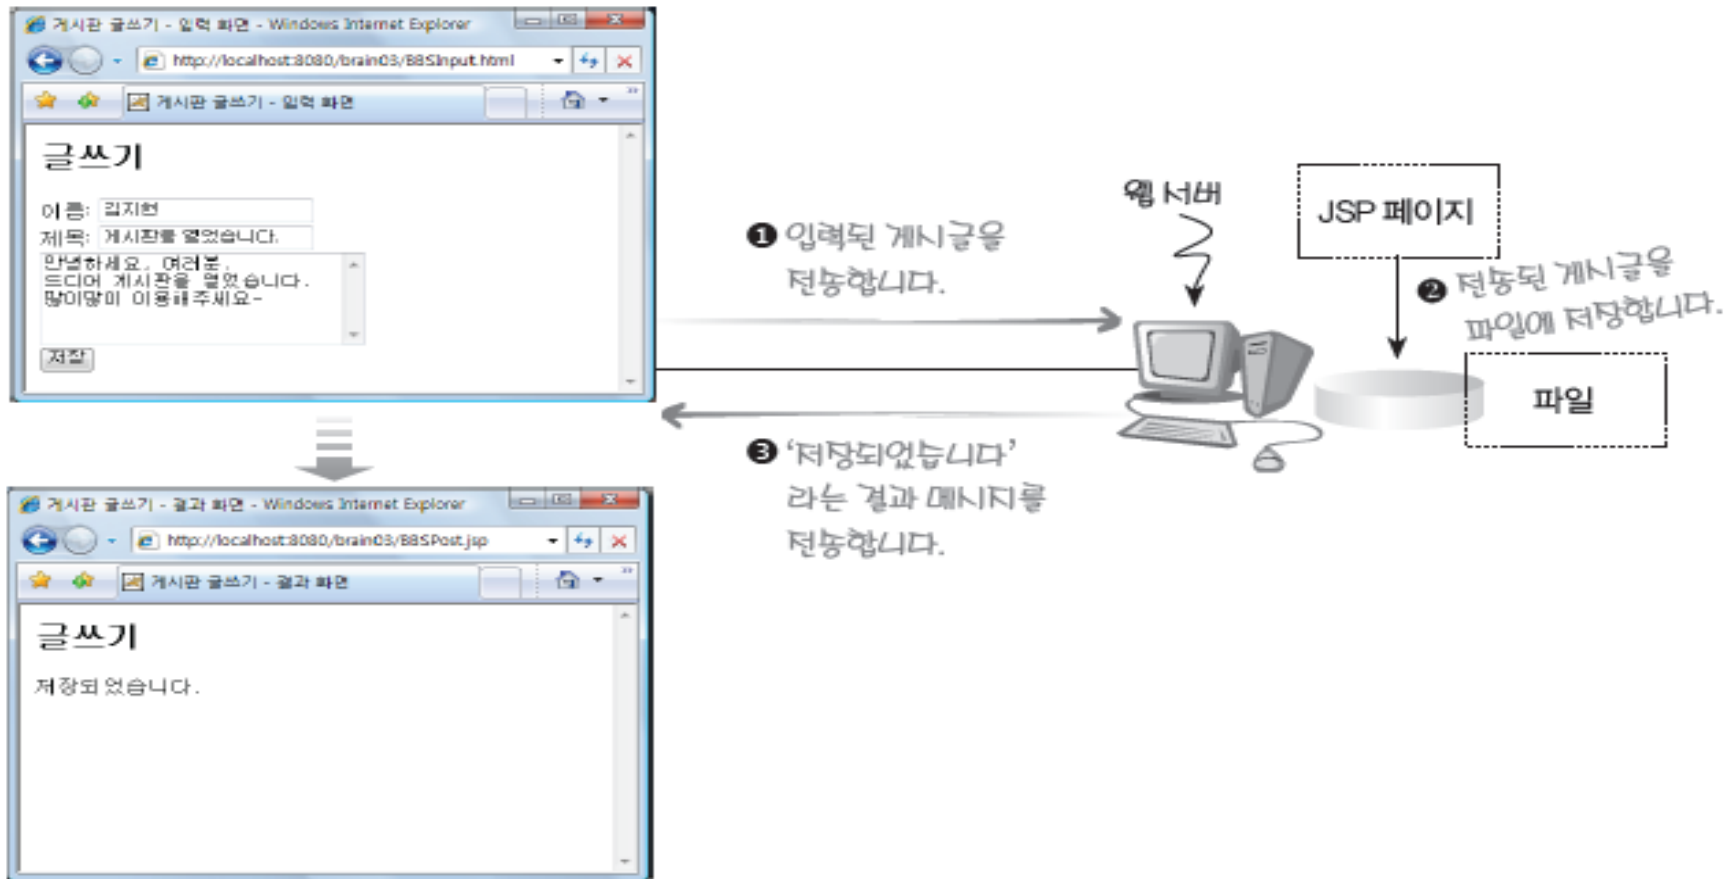 게시판 글쓰기 - 입력 화면 - Windows Internet Explorer
http://localhost:8080/brain03/BBSInput.html
게시판 글쓰기 - 입력 화면
글쓰기
이름: 김지현
제목: 게시판을 열었습니다.
안녕하세요, 여러분.
드디어 게시판을 열었습니다.
많이많이 이용해주세요~
저장
❶ 입력된 게시글을
전송합니다.
웹 서버
JSP 페이지
❷ 전송된 게시글을
파일에 저장합니다.
파일
❸ ‘저장되었습니다’
라는 결과 메시지를
전송합니다.
게시판 글쓰기 - 결과 화면 - Windows Internet Explorer
http://localhost:8080/brain03/BBSPost.jsp
게시판 글쓰기 - 결과 화면
글쓰기
저장되었습니다.